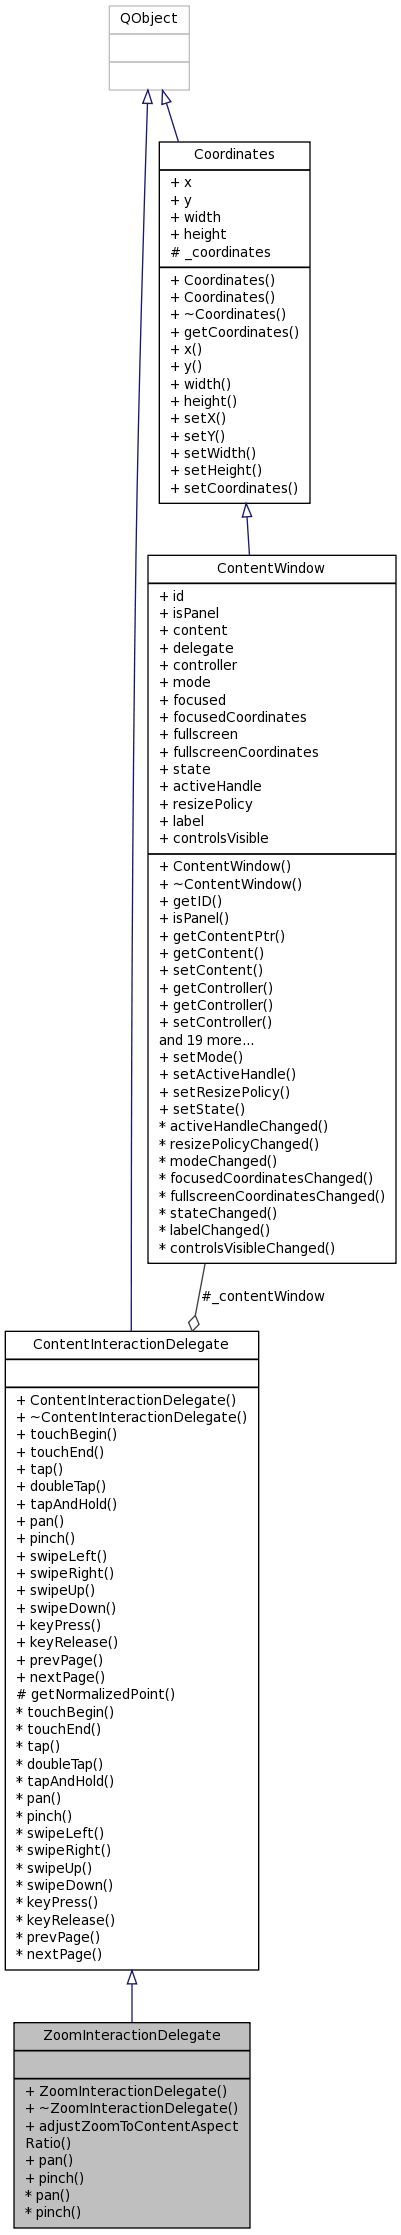 QObject
Coordinates
+ x
+ y
+ width
+ height
# _coordinates
+ Coordinates()
+ Coordinates()
+ ~Coordinates()
+ getCoordinates()
+ x()
+ y()
+ width()
+ height()
+ setX()
+ setY()
+ setWidth()
+ setHeight()
+ setCoordinates()
ContentWindow
+ id
+ isPanel
+ content
+ delegate
+ controller
+ mode
+ focused
+ focusedCoordinates
+ fullscreen
+ fullscreenCoordinates
+ state
+ activeHandle
+ resizePolicy
+ label
+ controlsVisible
+ ContentWindow()
+ ~ContentWindow()
+ getID()
+ isPanel()
+ getContentPtr()
+ getContent()
+ setContent()
+ getController()
+ getController()
+ setController()
and 19 more...
+ setMode()
+ setActiveHandle()
+ setResizePolicy()
+ setState()
* activeHandleChanged()
* resizePolicyChanged()
* modeChanged()
* focusedCoordinatesChanged()
* fullscreenCoordinatesChanged()
* stateChanged()
* labelChanged()
* controlsVisibleChanged()
#_contentWindow
ContentInteractionDelegate
+ ContentInteractionDelegate()
+ ~ContentInteractionDelegate()
+ touchBegin()
+ touchEnd()
+ tap()
+ doubleTap()
+ tapAndHold()
+ pan()
+ pinch()
+ swipeLeft()
+ swipeRight()
+ swipeUp()
+ swipeDown()
+ keyPress()
+ keyRelease()
+ prevPage()
+ nextPage()
# getNormalizedPoint()
* touchBegin()
* touchEnd()
* tap()
* doubleTap()
* tapAndHold()
* pan()
* pinch()
* swipeLeft()
* swipeRight()
* swipeUp()
* swipeDown()
* keyPress()
* keyRelease()
* prevPage()
* nextPage()
ZoomInteractionDelegate
+ ZoomInteractionDelegate()
+ ~ZoomInteractionDelegate()
+ adjustZoomToContentAspect
Ratio()
+ pan()
+ pinch()
* pan()
* pinch()